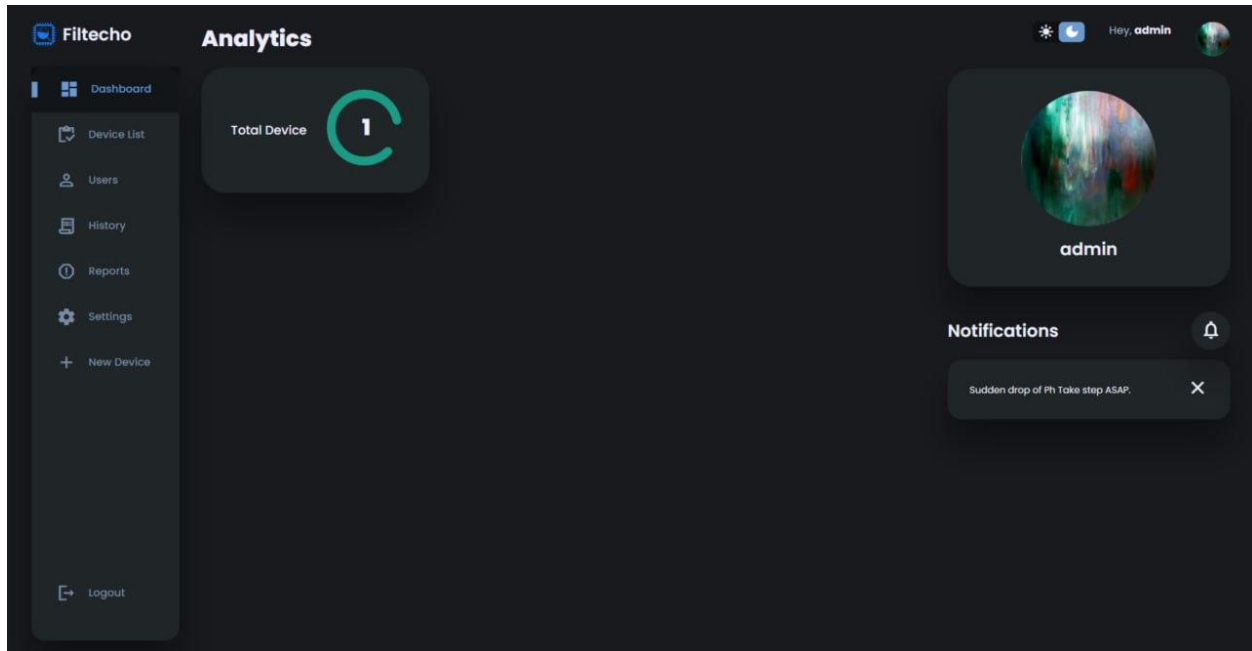 Filtecho
Analytics
Hey, admin
Dashboard
Device List
Users
History
Reports
Settings
New Device
Logout
Total Device
1
admin
Notifications
Sudden drop of Ph Take step ASAP.